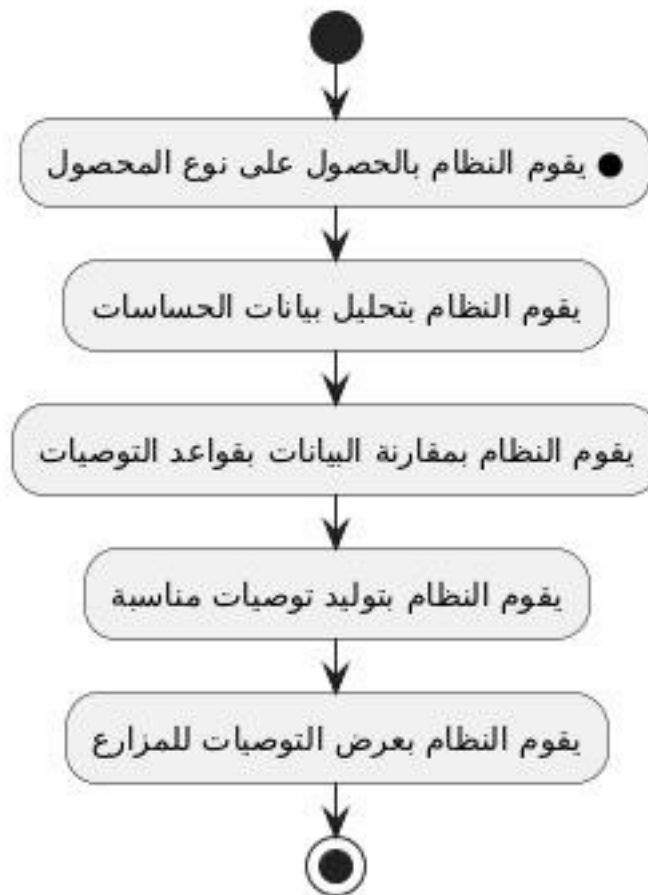 ● يقوم النظام بالحصول على نوع المحصول
يقوم النظام بتحليل بيانات الحساسات
يقوم النظام بمقارنة البيانات بقواعد التوصيات
يقوم النظام بتوليد توصيات مناسبة
يقوم النظام بعرض التوصيات للمزارع